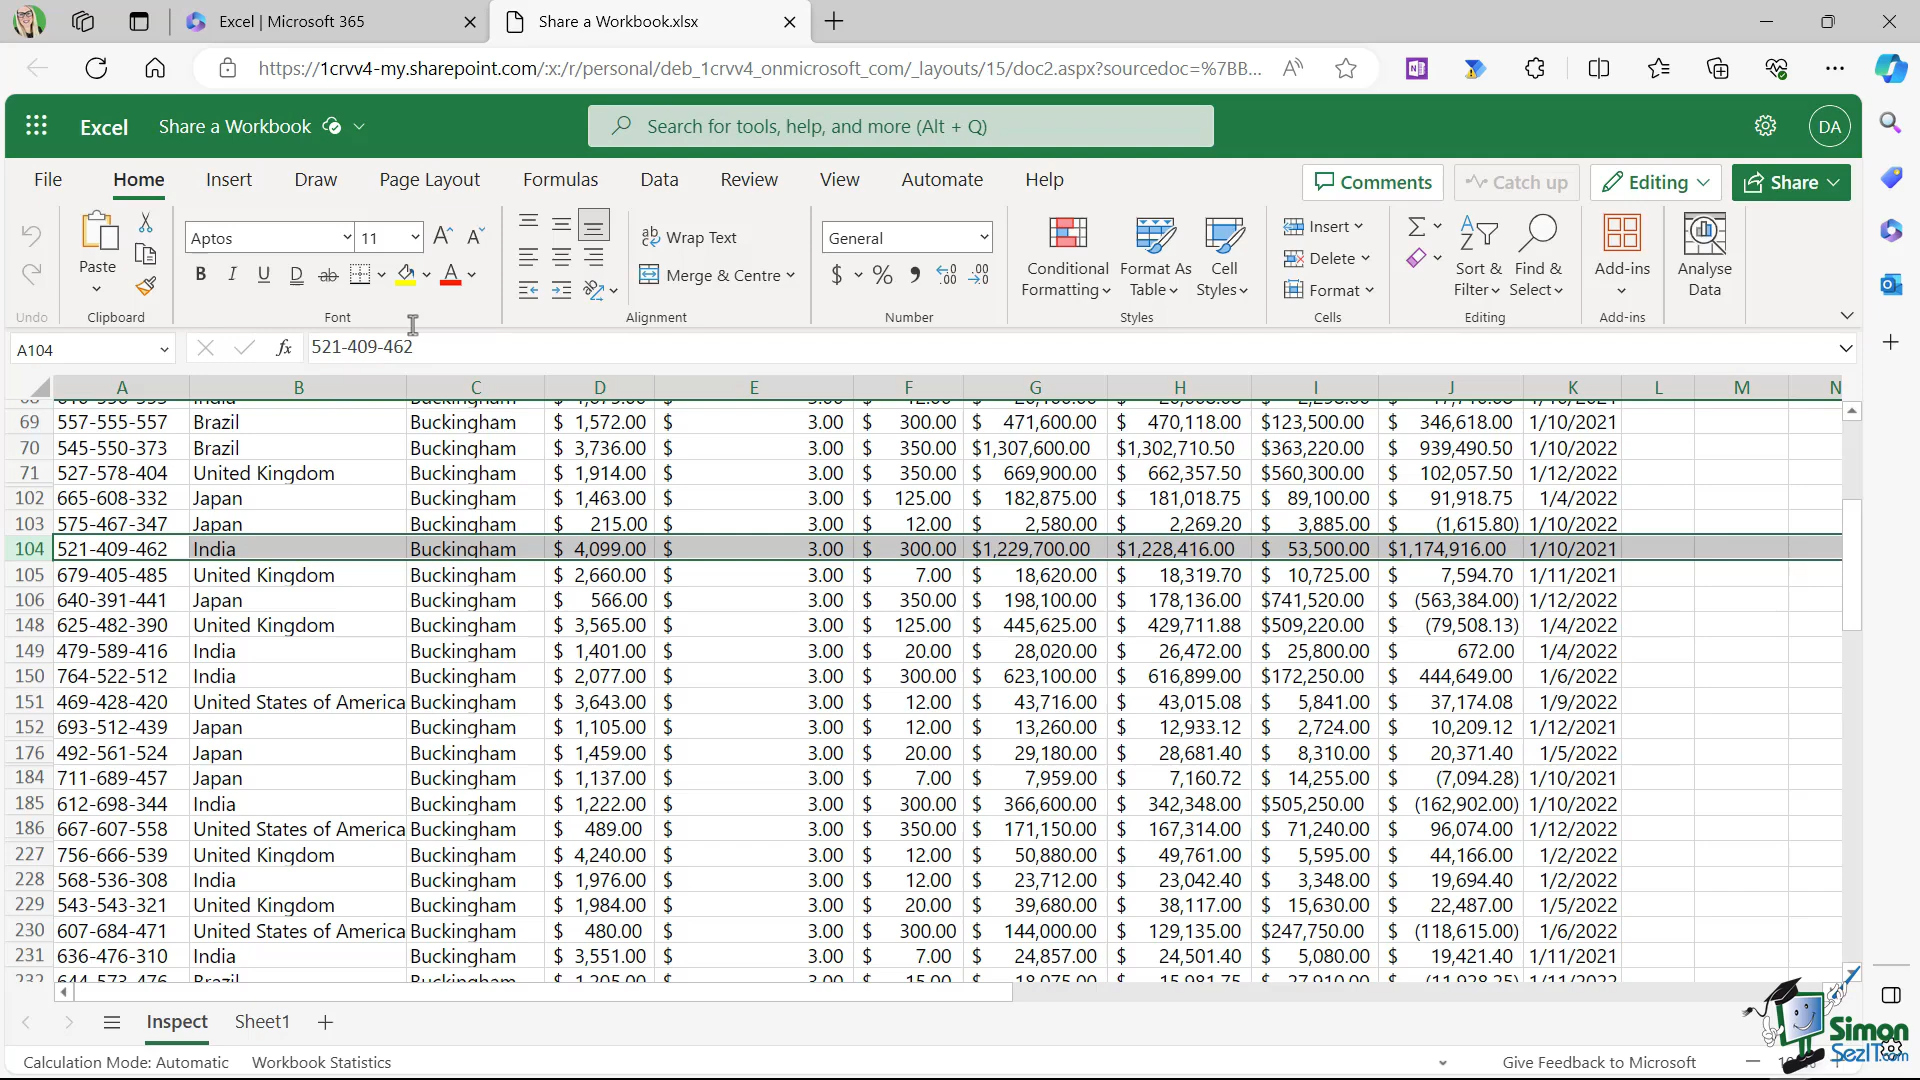 Excel | Microsoft 365
Share a Workbook.xlsx
https://1crvv4-my.sharepoint.com/:x:/r/personal/deb_1crvv4_onmicrosoft_com/_layouts/15/doc2.aspx?sourcedoc=%7BB...
Excel Share a Workbook
Search for tools, help, and more (Alt + Q)
DA
File Home Insert Draw Page Layout Formulas Data Review View Automate Help
Comments Catch up Editing Share
Paste
Aptos 11
Wrap Text
Merge & Centre
General
Conditional Formatting
Format As Table
Cell Styles
Insert
Delete
Format
Sort & Filter
Find & Select
Add-ins
Analyse Data
Undo Clipboard Font Alignment Number Styles Cells Editing Add-ins
A104 fx 521-409-462
A B C D E F G H I J K L M N
69 557-555-557 Brazil Buckingham $ 1,572.00 $ 3.00 $ 300.00 $ 471,600.00 $ 470,118.00 $123,500.00 $ 346,618.00 1/10/2021
70 545-550-373 Brazil Buckingham $ 3,736.00 $ 3.00 $ 350.00 $1,307,600.00 $1,302,710.50 $363,220.00 $ 939,490.50 1/10/2022
71 527-578-404 United Kingdom Buckingham $ 1,914.00 $ 3.00 $ 350.00 $ 669,900.00 $ 662,357.50 $560,300.00 $ 102,057.50 1/12/2022
102 665-608-332 Japan Buckingham $ 1,463.00 $ 3.00 $ 125.00 $ 182,875.00 $ 181,018.75 $ 89,100.00 $ 91,918.75 1/4/2022
103 575-467-347 Japan Buckingham $ 215.00 $ 3.00 $ 12.00 $ 2,580.00 $ 2,269.20 $ 3,885.00 $ (1,615.80) 1/10/2022
104 521-409-462 India Buckingham $ 4,099.00 $ 3.00 $ 300.00 $1,229,700.00 $1,228,416.00 $ 53,500.00 $1,174,916.00 1/10/2021
105 679-405-485 United Kingdom Buckingham $ 2,660.00 $ 3.00 $ 7.00 $ 18,620.00 $ 18,319.70 $ 10,725.00 $ 7,594.70 1/11/2021
106 640-391-441 Japan Buckingham $ 566.00 $ 3.00 $ 350.00 $ 198,100.00 $ 178,136.00 $741,520.00 $ (563,384.00) 1/12/2022
148 625-482-390 United Kingdom Buckingham $ 3,565.00 $ 3.00 $ 125.00 $ 445,625.00 $ 429,711.88 $509,220.00 $ (79,508.13) 1/4/2022
149 479-589-416 India Buckingham $ 1,401.00 $ 3.00 $ 20.00 $ 28,020.00 $ 26,472.00 $ 25,800.00 $ 672.00 1/4/2022
150 764-522-512 India Buckingham $ 2,077.00 $ 3.00 $ 300.00 $ 623,100.00 $ 616,899.00 $172,250.00 $ 444,649.00 1/6/2022
151 469-428-420 United States of America Buckingham $ 3,643.00 $ 3.00 $ 12.00 $ 43,716.00 $ 43,015.08 $ 5,841.00 $ 37,174.08 1/9/2022
152 693-512-439 Japan Buckingham $ 1,105.00 $ 3.00 $ 12.00 $ 13,260.00 $ 12,933.12 $ 2,724.00 $ 10,209.12 1/12/2021
176 492-561-524 Japan Buckingham $ 1,459.00 $ 3.00 $ 20.00 $ 29,180.00 $ 28,681.40 $ 8,310.00 $ 20,371.40 1/5/2022
184 711-689-457 Japan Buckingham $ 1,137.00 $ 3.00 $ 7.00 $ 7,959.00 $ 7,160.72 $ 14,255.00 $ (7,094.28) 1/10/2021
185 612-698-344 India Buckingham $ 1,222.00 $ 3.00 $ 300.00 $ 366,600.00 $ 342,348.00 $505,250.00 $ (162,902.00) 1/10/2022
186 667-607-558 United States of America Buckingham $ 489.00 $ 3.00 $ 350.00 $ 171,150.00 $ 167,314.00 $ 71,240.00 $ 96,074.00 1/12/2022
227 756-666-539 United Kingdom Buckingham $ 4,240.00 $ 3.00 $ 12.00 $ 50,880.00 $ 49,761.00 $ 5,595.00 $ 44,166.00 1/2/2022
228 568-536-308 India Buckingham $ 1,976.00 $ 3.00 $ 12.00 $ 23,712.00 $ 23,042.40 $ 3,348.00 $ 19,694.40 1/2/2022
229 543-543-321 United Kingdom Buckingham $ 1,984.00 $ 3.00 $ 20.00 $ 39,680.00 $ 38,117.00 $ 15,630.00 $ 22,487.00 1/5/2022
230 607-684-471 United States of America Buckingham $ 480.00 $ 3.00 $ 300.00 $ 144,000.00 $ 129,135.00 $247,750.00 $ (118,615.00) 1/6/2022
231 636-476-310 India Buckingham $ 3,551.00 $ 3.00 $ 7.00 $ 24,857.00 $ 24,501.40 $ 5,080.00 $ 19,421.40 1/11/2021
Inspect Sheet1
Calculation Mode: Automatic Workbook Statistics Give Feedback to Microsoft
Simon
SezIT.com